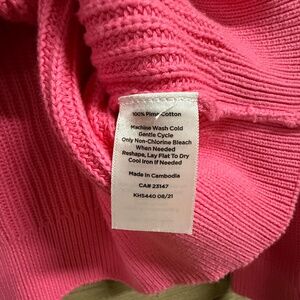 100% Pima Cotton
Machine Wash Cold
Gentle Cycle
Only Non-Chlorine Bleach
When Needed
Reshape, Lay Flat To Dry
Cool Iron If Needed
Made in Cambodia
CA# 23147
KH5440 08/21